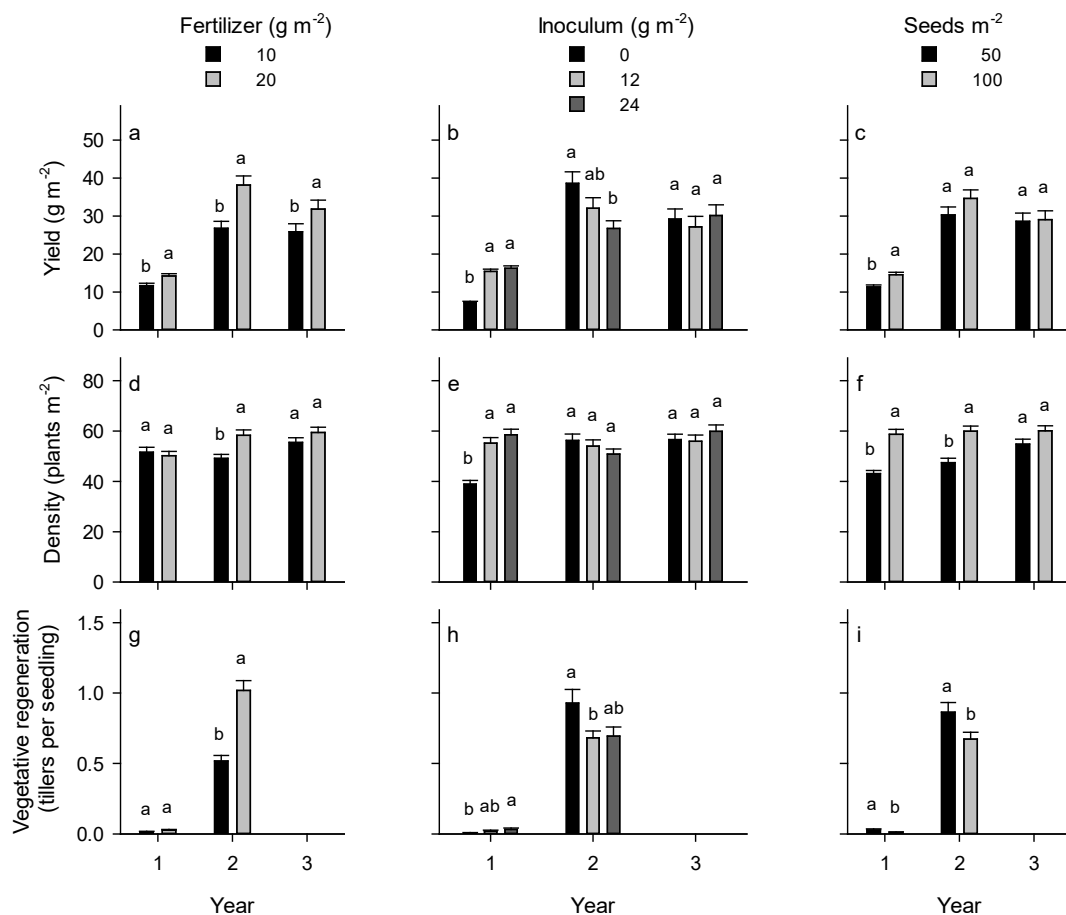 Fertilizer (g m-2)
10
20
Inoculum (g m-2)
0
12
24
Seeds m-2
50
100
Yield (g m-2)
50
40
30
20
10
0
a
b a
b a
b a
b
b a a
a ab b
a a a
c
b a
a a
a a
Density (plants m-2)
80
60
40
20
0
d
a a
b a
a a
e
b a a
a a a
a a a
f
b a
b a
a a
Vegetative regeneration
(tillers per seedling)
1.5
1.0
0.5
0.0
g
a a
b a
h
b ab a
a b ab
i
a b
a b
1 2 3
1 2 3
1 2 3
Year
Year
Year